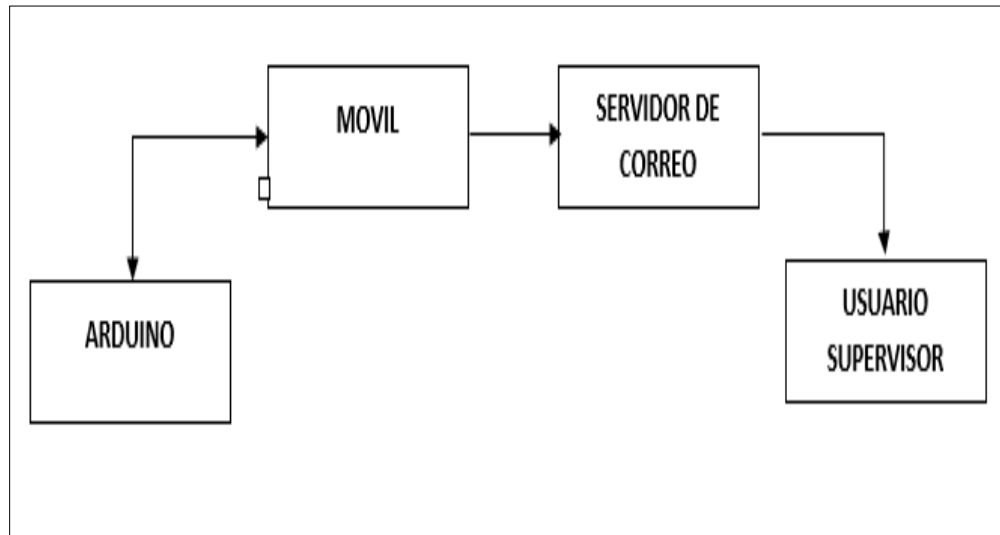 MOVIL
SERVIDOR DE
CORREO
ARDUINO
USUARIO
SUPERVISOR